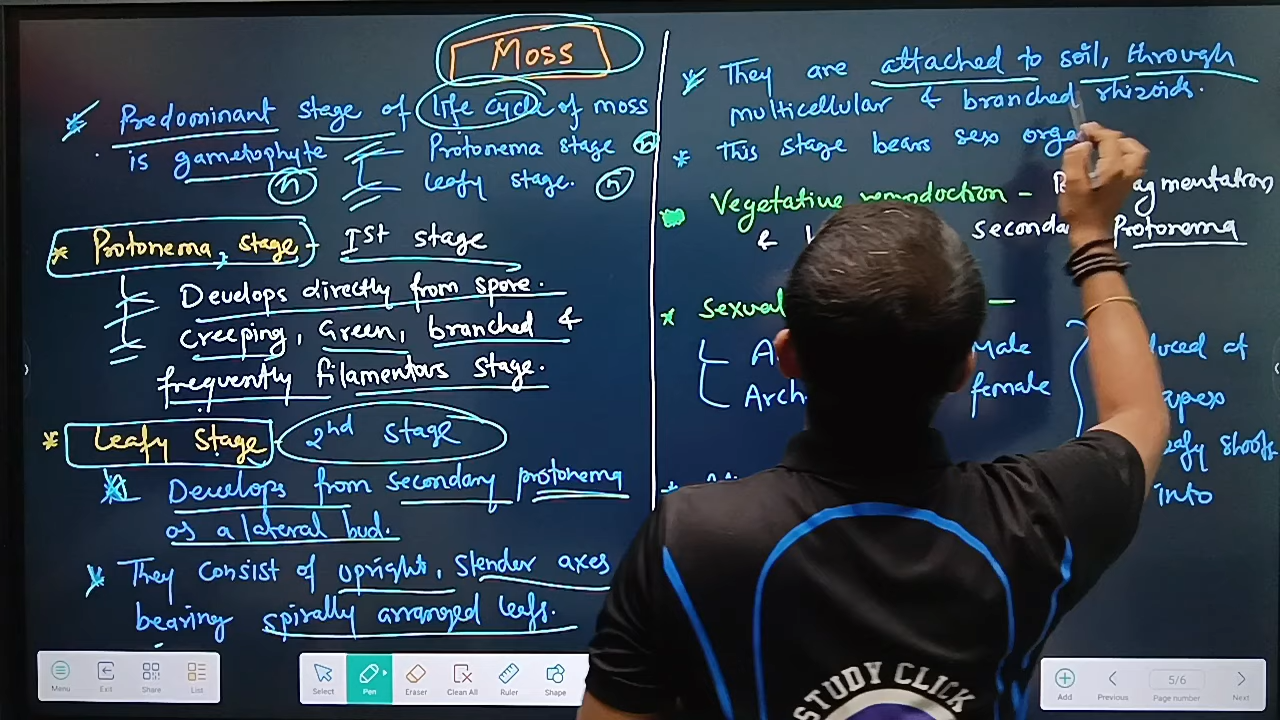 Moss
* Predominant stage of life cycle of moss
is gametophyte
n
Protonema stage n
leafy stage. n
* Protonema stage - Ist stage
Develops directly from spore.
creeping, Green, branched &
frequently filamentous stage.
* Leafy stage - 2nd stage
Develops from secondary protonema
as a lateral bud.
* They consist of upright, slender axes
bearing spirally arranged leafs.
* They are attached to soil, through
multicellular & branched rhizoids.
* This stage bears sex
Vegetative reproduction -
& Protonema
* Sexual -
male
female
apex
shoots
into
STUDY CLICK
Menu Exit Share List
Select Pen Eraser Clean All Ruler Shape
Add Previous 5/6 Page number Next